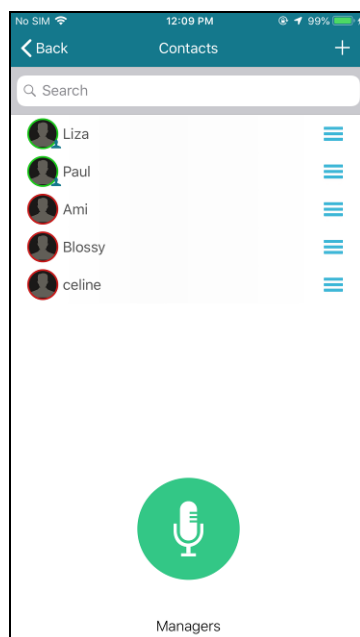 No SIM 12:09 PM 99%
Back Contacts +
Search
Liza
Paul
Ami
Blossy
celine
Managers